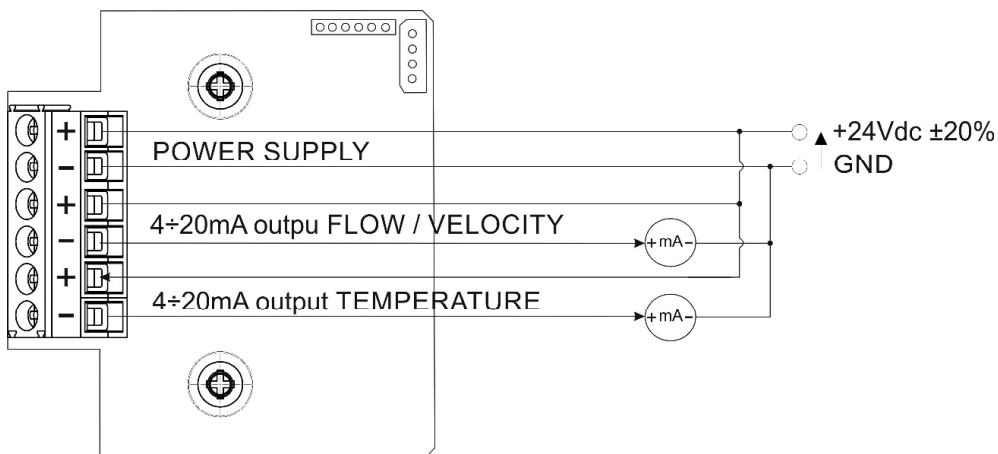 + +24Vdc ±20%
POWER SUPPLY
- GND
+
4÷20mA outpu FLOW / VELOCITY
- +mA-
+
4÷20mA output TEMPERATURE
- +mA-